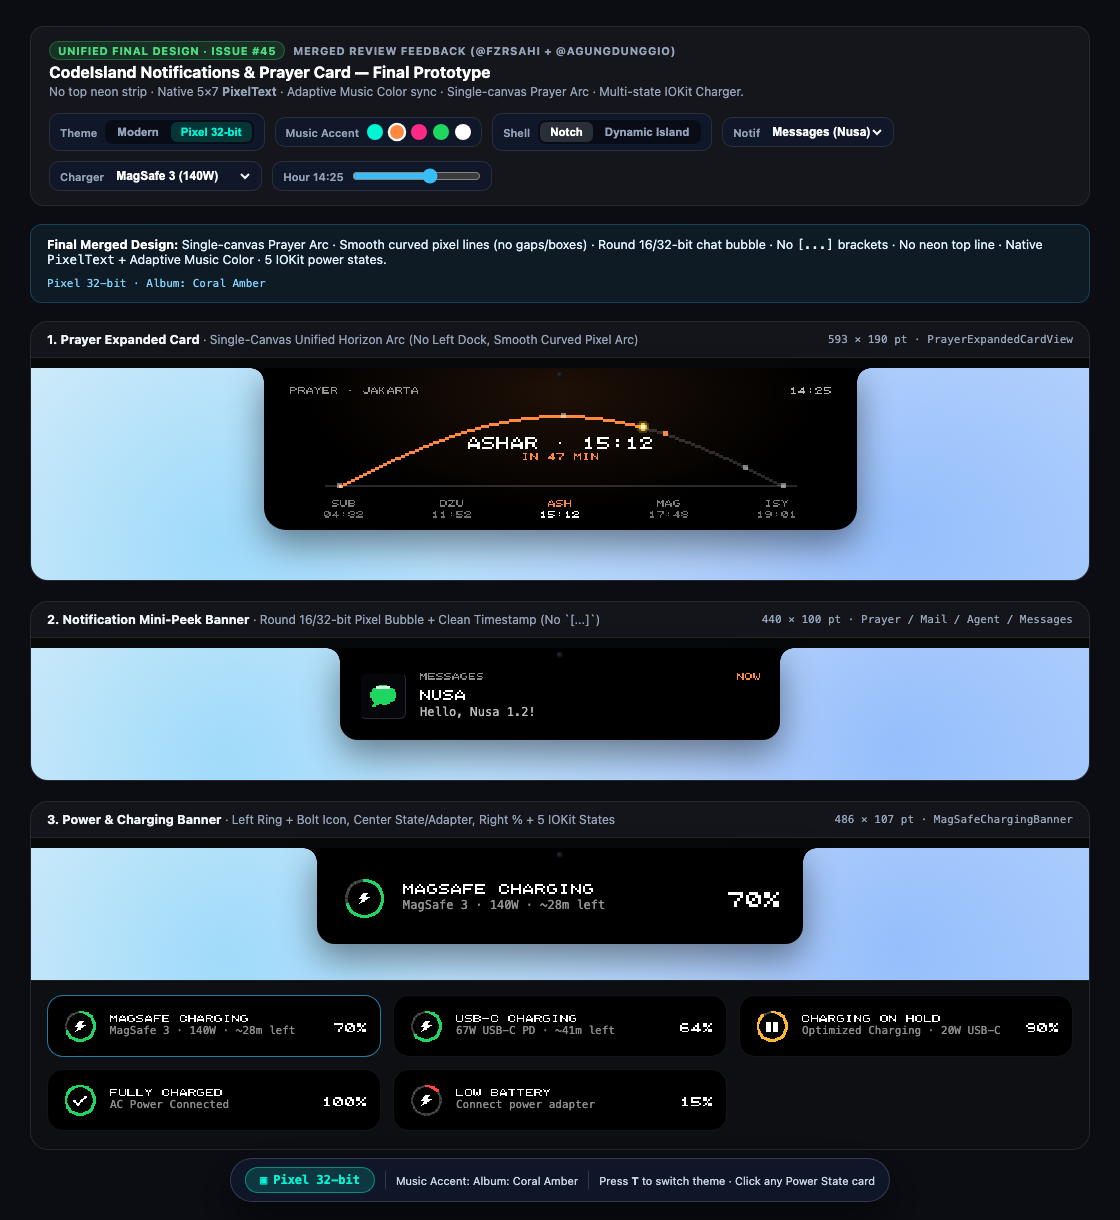 UNIFIED FINAL DESIGN · ISSUE #45 MERGED REVIEW FEEDBACK (@FZRSAHI + @AGUNGDUNGGIO)
CodeIsland Notifications & Prayer Card — Final Prototype
No top neon strip · Native 5×7 PixelText · Adaptive Music Color sync · Single-canvas Prayer Arc · Multi-state IOKit Charger.
Theme Modern Pixel 32-bit Music Accent Shell Notch Dynamic Island Notif Messages (Nusa)
Charger MagSafe 3 (140W) Hour 14:25
Final Merged Design: Single-canvas Prayer Arc · Smooth curved pixel lines (no gaps/boxes) · Round 16/32-bit chat bubble · No [...] brackets · No neon top line · Native
PixelText + Adaptive Music Color · 5 IOKit power states.
Pixel 32-bit · Album: Coral Amber
1. Prayer Expanded Card · Single-Canvas Unified Horizon Arc (No Left Dock, Smooth Curved Pixel Arc) 593 × 190 pt · PrayerExpandedCardView
PRAYER · JAKARTA 14:25
ASHAR · 15:12
IN 47 MIN
SUB DZU ASH MAG ISY
04:32 11:52 15:12 17:48 19:01
2. Notification Mini-Peek Banner · Round 16/32-bit Pixel Bubble + Clean Timestamp (No `[...]`) 440 × 100 pt · Prayer / Mail / Agent / Messages
MESSAGES NOW
NUSA
Hello, Nusa 1.2!
3. Power & Charging Banner · Left Ring + Bolt Icon, Center State/Adapter, Right % + 5 IOKit States 486 × 107 pt · MagSafeChargingBanner
MAGSAFE CHARGING
MagSafe 3 · 140W · ~28m left
70%
MAGSAFE CHARGING
MagSafe 3 · 140W · ~28m left
70%
USB-C CHARGING
67W USB-C PD · ~41m left
64%
CHARGING ON HOLD
Optimized Charging · 20W USB-C
90%
FULLY CHARGED
AC Power Connected
100%
LOW BATTERY
Connect power adapter
15%
Pixel 32-bit Music Accent: Album: Coral Amber Press T to switch theme · Click any Power State card